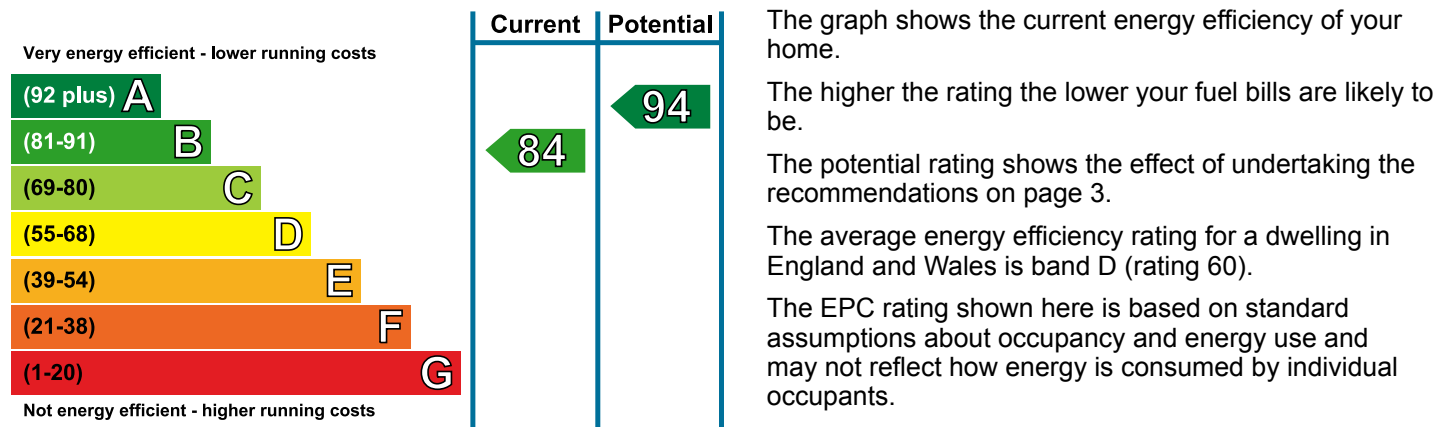 Current Potential
Very energy efficient - lower running costs
(92 plus) A
94
(81-91) B
84
(69-80) C
(55-68) D
(39-54) E
(21-38) F
(1-20) G
Not energy efficient - higher running costs
The graph shows the current energy efficiency of your
home.
The higher the rating the lower your fuel bills are likely to
be.
The potential rating shows the effect of undertaking the
recommendations on page 3.
The average energy efficiency rating for a dwelling in
England and Wales is band D (rating 60).
The EPC rating shown here is based on standard
assumptions about occupancy and energy use and
may not reflect how energy is consumed by individual
occupants.